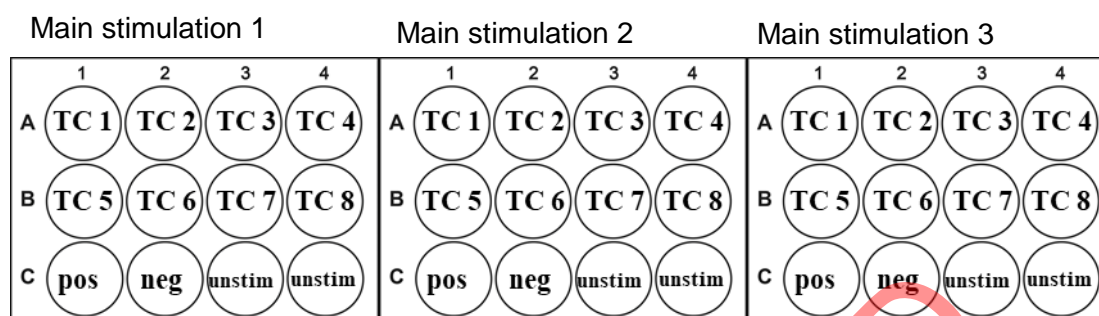 Main stimulation 1 Main stimulation 2 Main stimulation 3
1 2 3 4 1 2 3 4 1 2 3 4
A TC 1 TC 2 TC 3 TC 4 A TC 1 TC 2 TC 3 TC 4 A TC 1 TC 2 TC 3 TC 4
B TC 5 TC 6 TC 7 TC 8 B TC 5 TC 6 TC 7 TC 8 B TC 5 TC 6 TC 7 TC 8
C pos neg unstim unstim C pos neg unstim unstim C pos neg unstim unstim